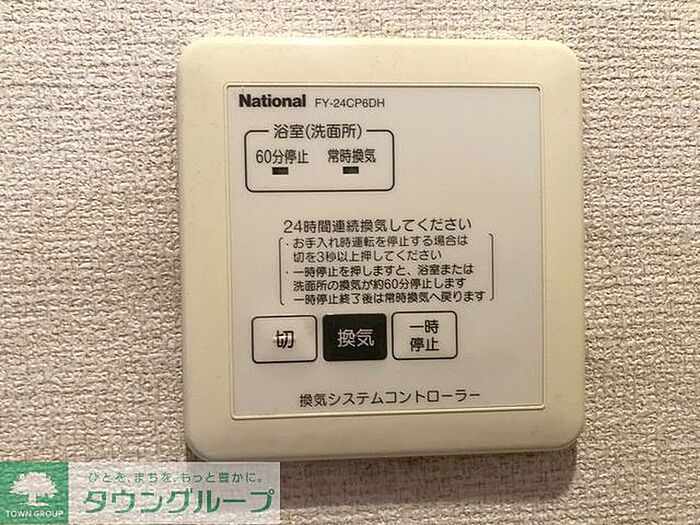 National FY-24CP6DH
浴室(洗面所)
60分停止 常時換気
24時間連続換気してください
・お手入れ時運転を停止する場合は
切を3秒以上押してください
・一時停止を押しますと、浴室または
洗面所の換気が約60分停止します
一時停止終了後は常時換気へ戻ります
切 換気 一時
停止
換気システムコントローラー
ひとを、まちを、もっと豊かに。
タウングループ
TOWN GROUP